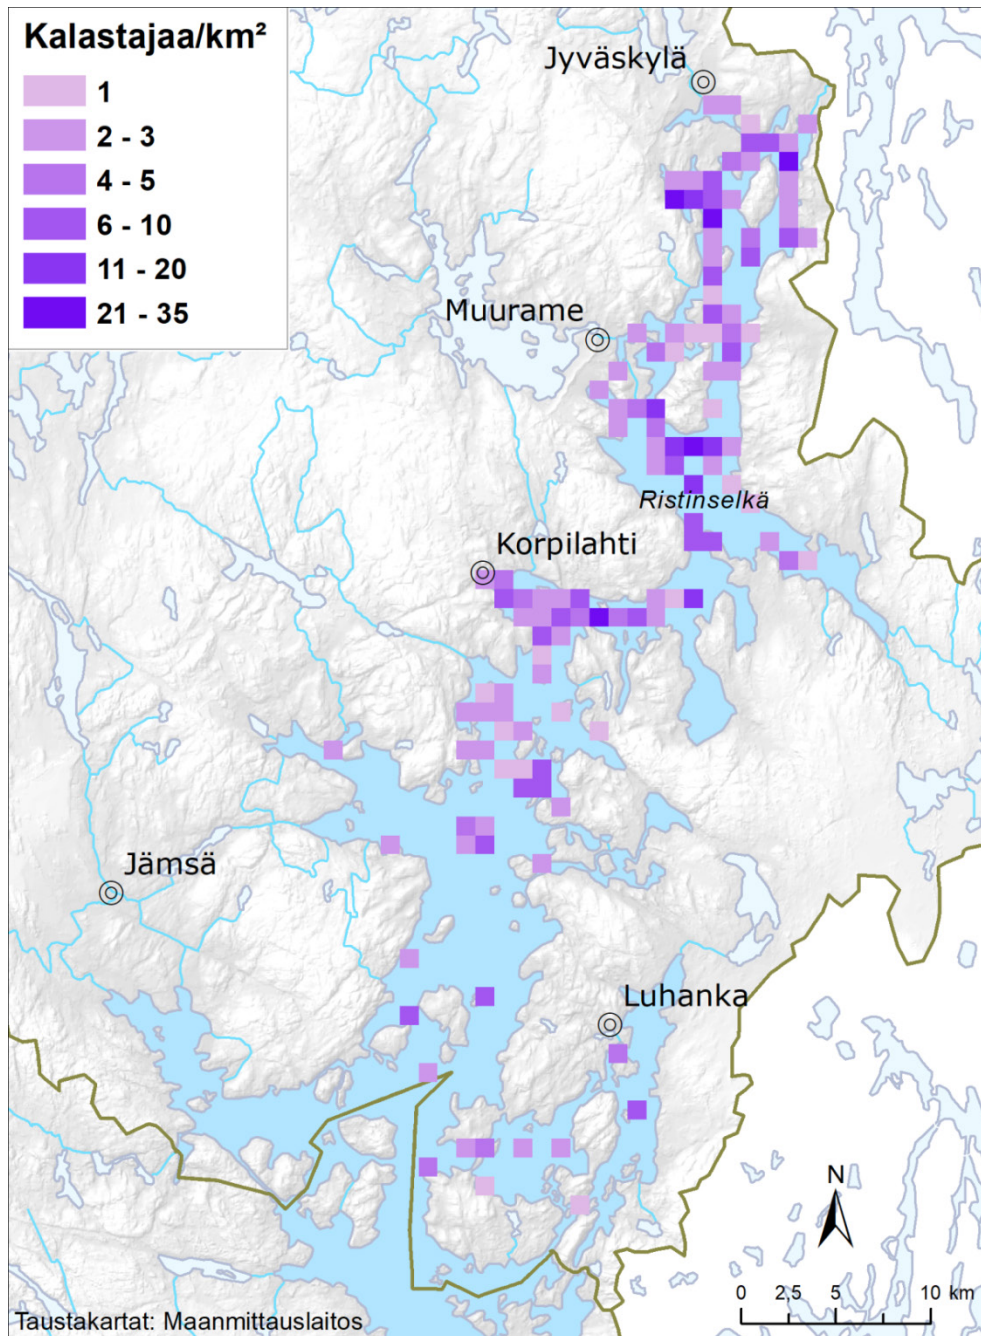 Kalastajaa/km²
1
2 - 3
4 - 5
6 - 10
11 - 20
21 - 35
Jyväskylä
Muurame
Ristinselkä
Korpilahti
Jämsä
Luhanka
N
0 2,5 5 10 km
Taustakartat: Maanmittauslaitos